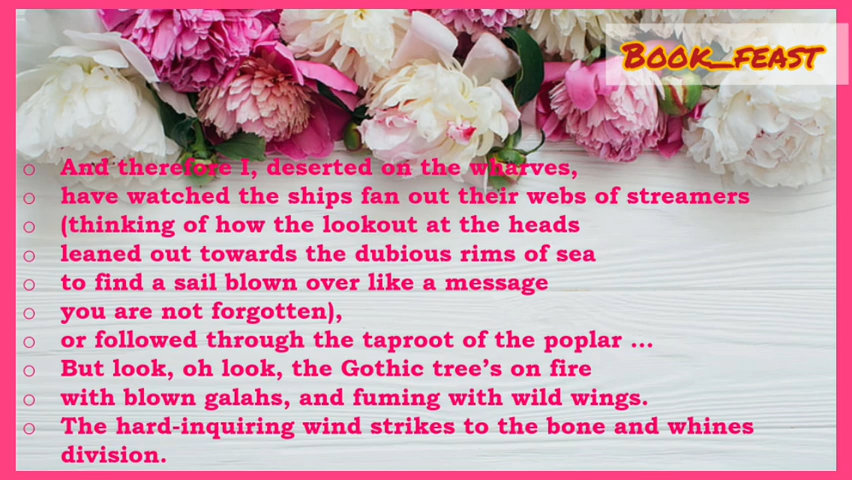 Book_feast
○ And therefore I, deserted on the wharves,
○ have watched the ships fan out their webs of streamers
○ (thinking of how the lookout at the heads
○ leaned out towards the dubious rims of sea
○ to find a sail blown over like a message
○ you are not forgotten),
○ or followed through the taproot of the poplar …
○ But look, oh look, the Gothic tree’s on fire
○ with blown galahs, and fuming with wild wings.
○ The hard-inquiring wind strikes to the bone and whines
division.